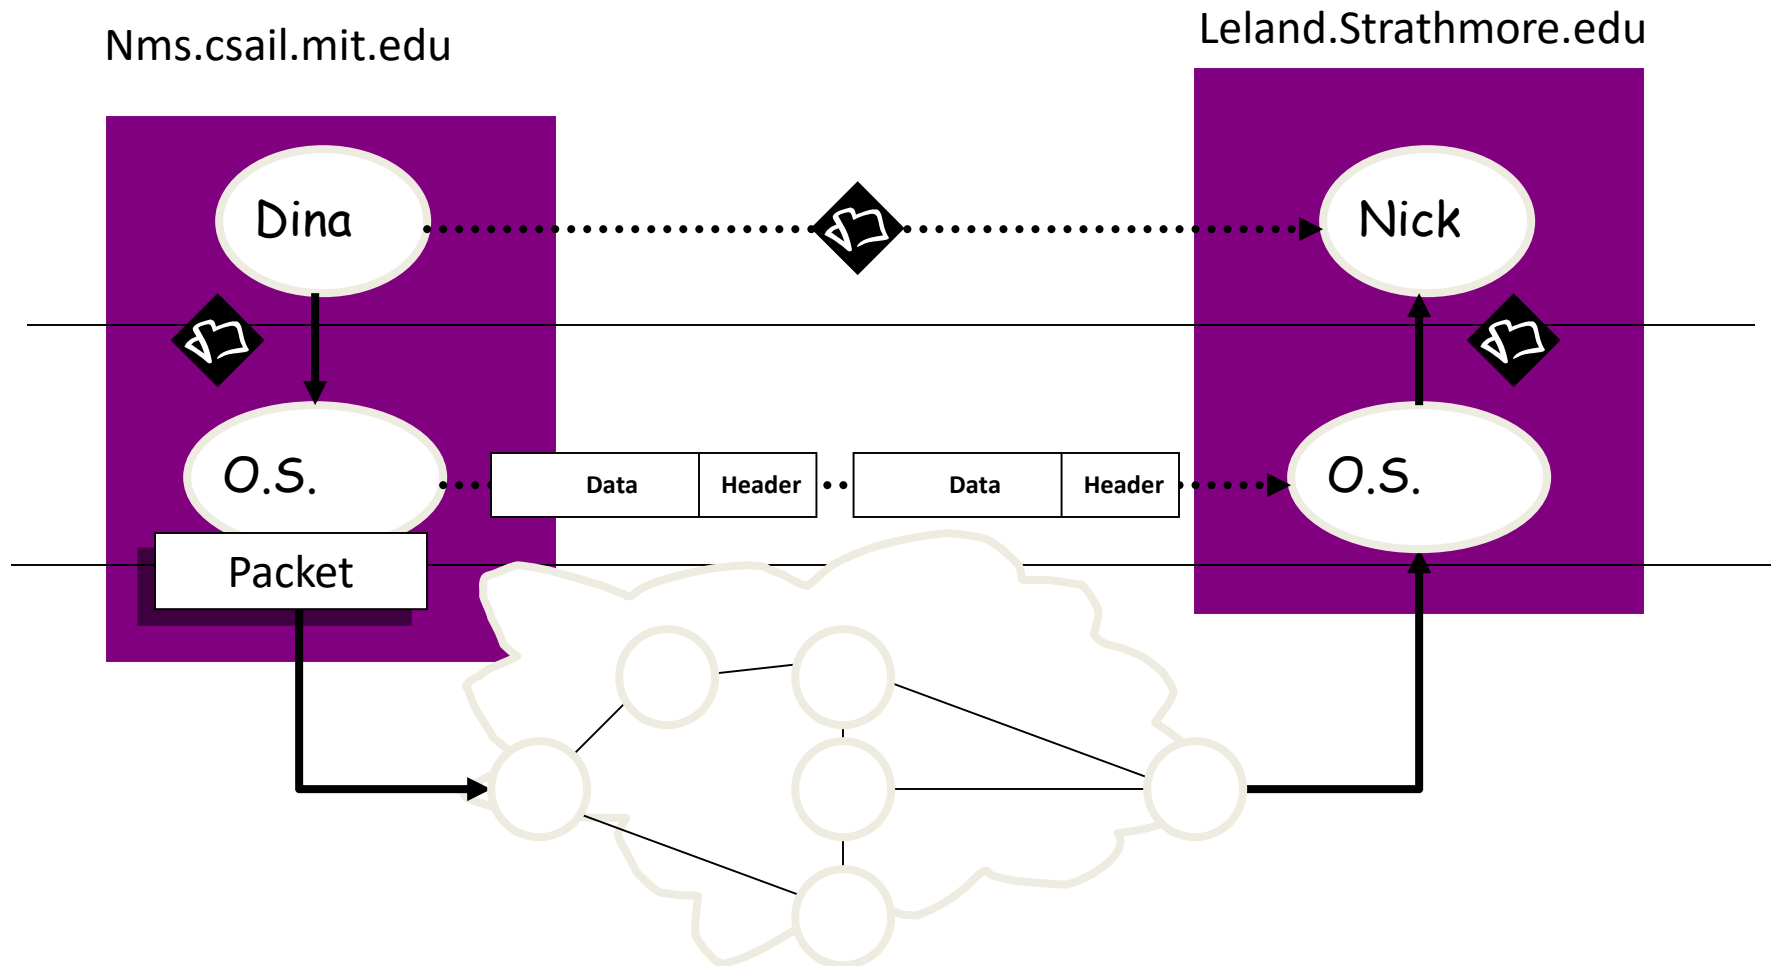 Nms.csail.mit.edu
Leland.Strathmore.edu
Dina
Nick
O.S.
Data Header
Data Header
O.S.
Packet